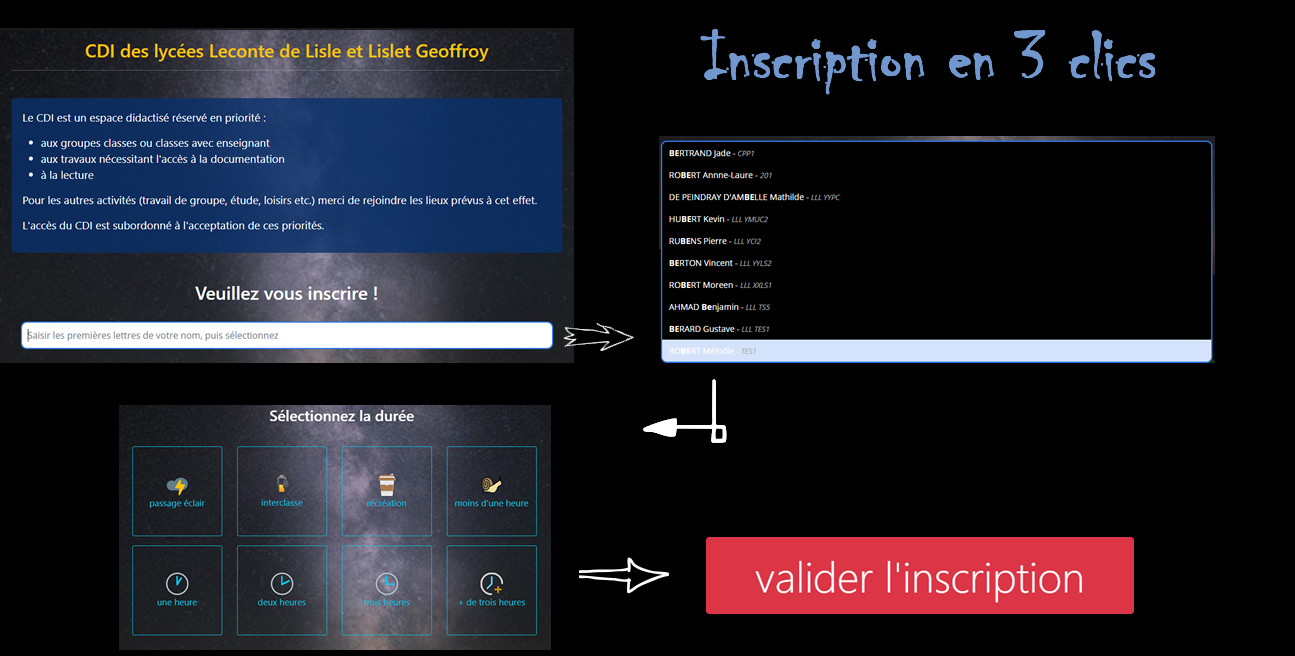 CDI des lycées Leconte de Lisle et Lislet Geoffroy
Inscription en 3 clics
Le CDI est un espace didactisé réservé en priorité :
• aux groupes classes ou classes avec enseignant
• aux travaux nécessitant l'accès à la documentation
• à la lecture
Pour les autres activités (travail de groupe, étude, loisirs etc.) merci de rejoindre les lieux prévus à cet effet.
L'accès du CDI est subordonné à l'acceptation de ces priorités.
Veuillez vous inscrire !
Saisir les premières lettres de votre nom, puis sélectionnez
BERTRAND Jade - CPP1
ROBERT Annne-Laure - 201
DE PEINDRAY D'AMBELLE Mathilde - LLL YYPC
HUBERT Kevin - LLL YMUC2
RUBENS Pierre - LLL YCI2
BERTON Vincent - LLL YYLS2
ROBERT Moreen - LLL XXLS1
AHMAD Benjamin - LLL TS5
BERARD Gustave - LLL TES1
ROBERT Mélodie - TES1
Sélectionnez la durée
passage éclair
interclasse
récréation
moins d'une heure
une heure
deux heures
trois heures
+ de trois heures
valider l'inscription